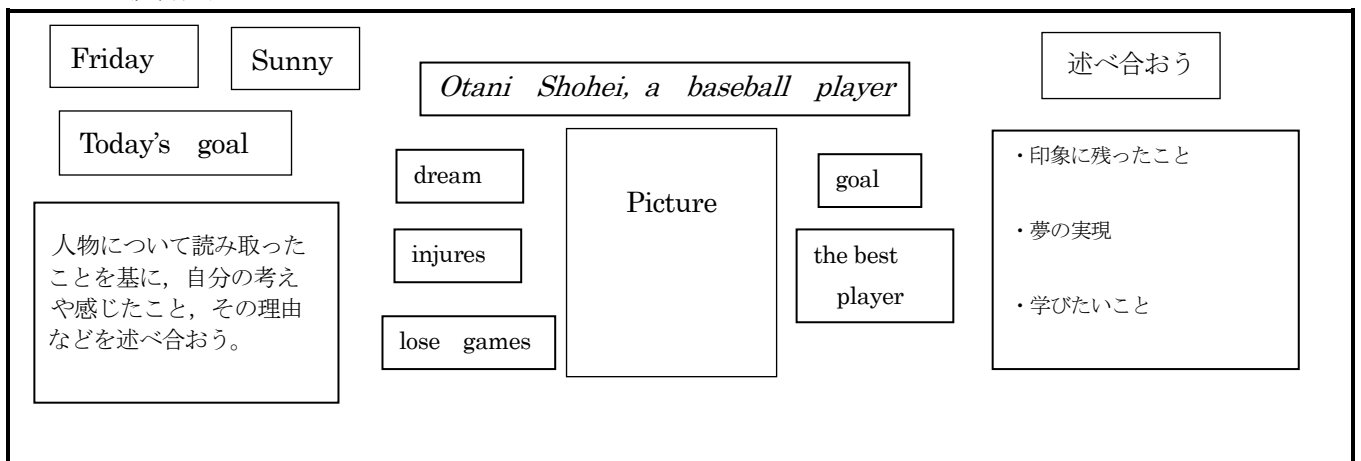 Friday
Sunny
Today's goal
人物について読み取った
ことを基に，自分の考え
や感じたこと，その理由
などを述べ合おう。
Otani Shohei, a baseball player
dream
injures
lose games
Picture
goal
the best
player
述べ合おう
・印象に残ったこと
・夢の実現
・学びたいこと